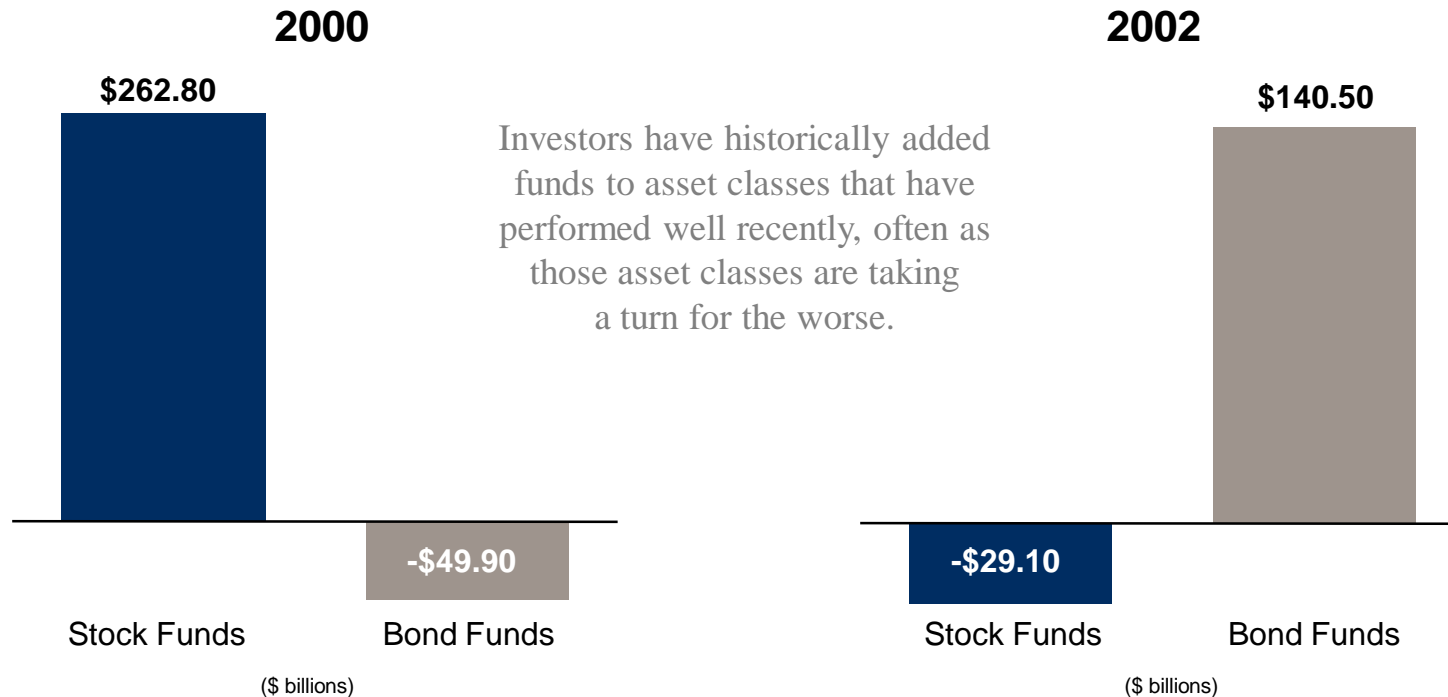 2000
$262.80
-$49.90
Stock Funds
Bond Funds
($ billions)
Investors have historically added
funds to asset classes that have
performed well recently, often as
those asset classes are taking
a turn for the worse.
2002
$140.50
-$29.10
Stock Funds
Bond Funds
($ billions)